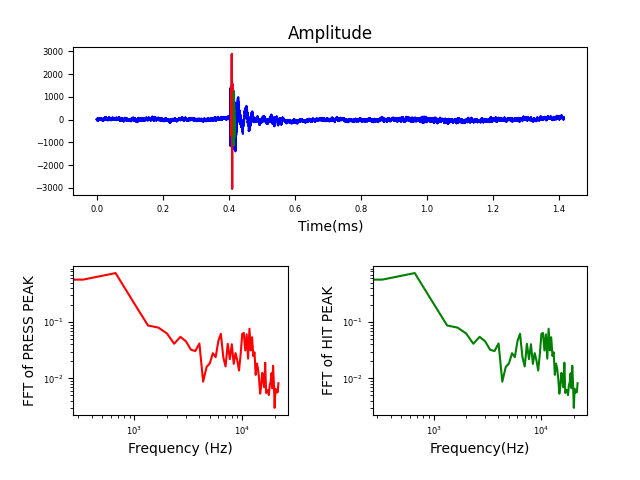 Amplitude
3000
2000
1000
0
−1000
−2000
−3000
0.0 0.2 0.4 0.6 0.8 1.0 1.2 1.4
Time(ms)
FFT of PRESS PEAK
10⁻¹
10⁻²
10³ 10⁴
Frequency (Hz)
FFT of HIT PEAK
10⁻¹
10⁻²
10³ 10⁴
Frequency(Hz)